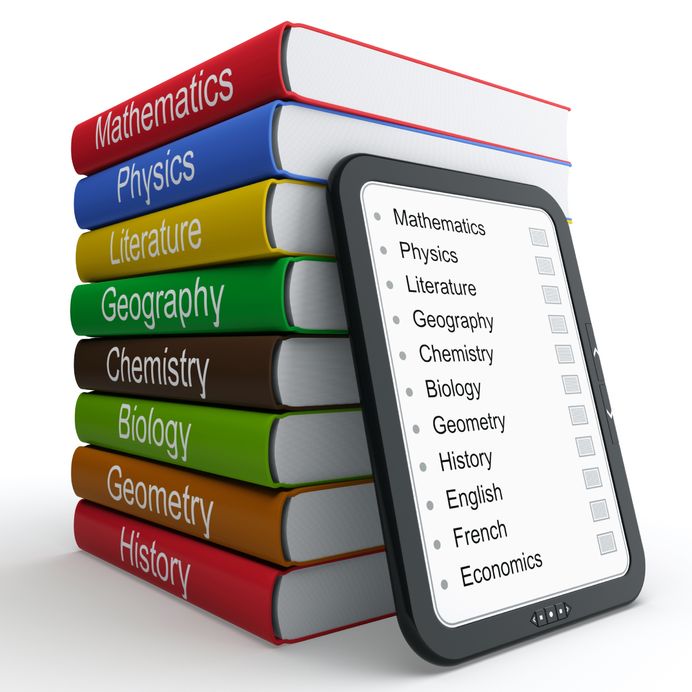 Mathematics
Physics
Literature
Geography
Chemistry
Biology
Geometry
History
Mathematics
Physics
Literature
Geography
Chemistry
Biology
Geometry
History
English
French
Economics